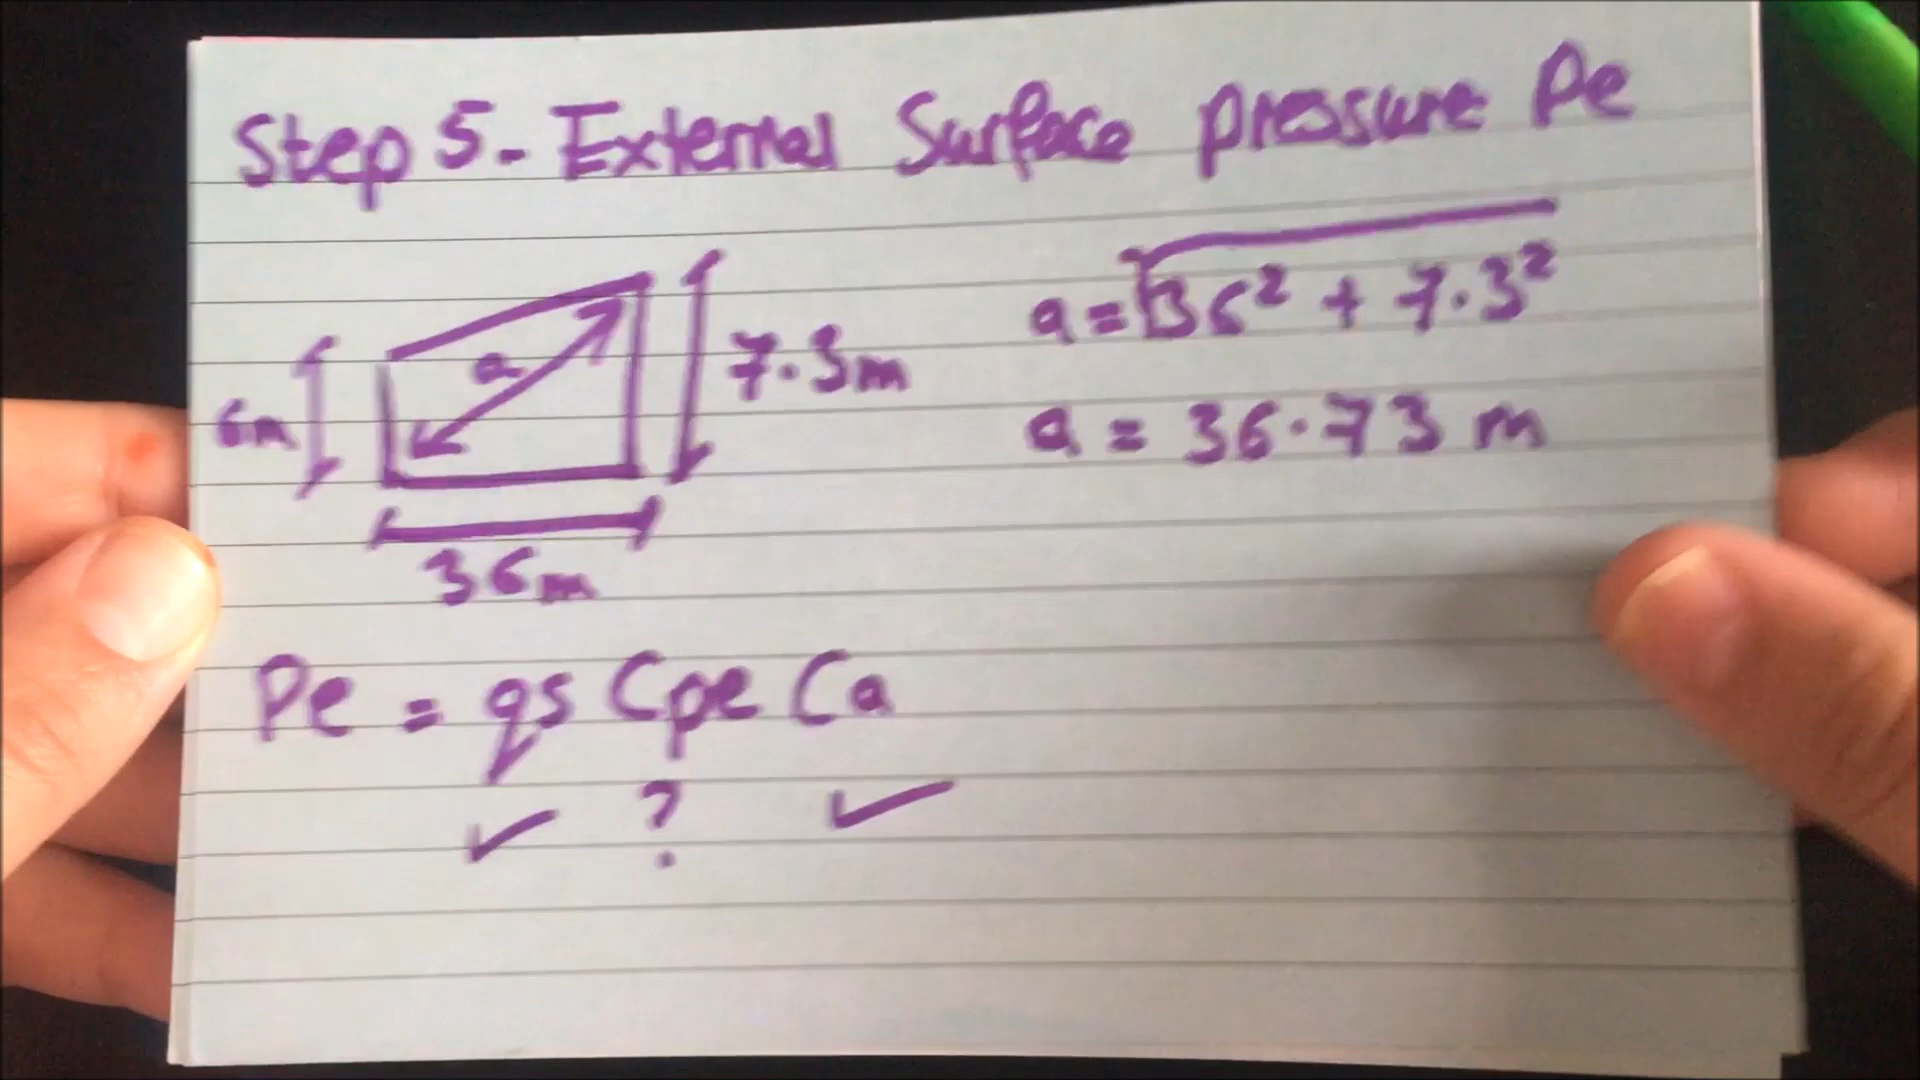 Step 5. External Surface pressure Pe
a = √36² + 7.3²
6m
a
7.3m
a = 36.73 m
36m
Pe = qs Cpe Ca
✓ ? ✓